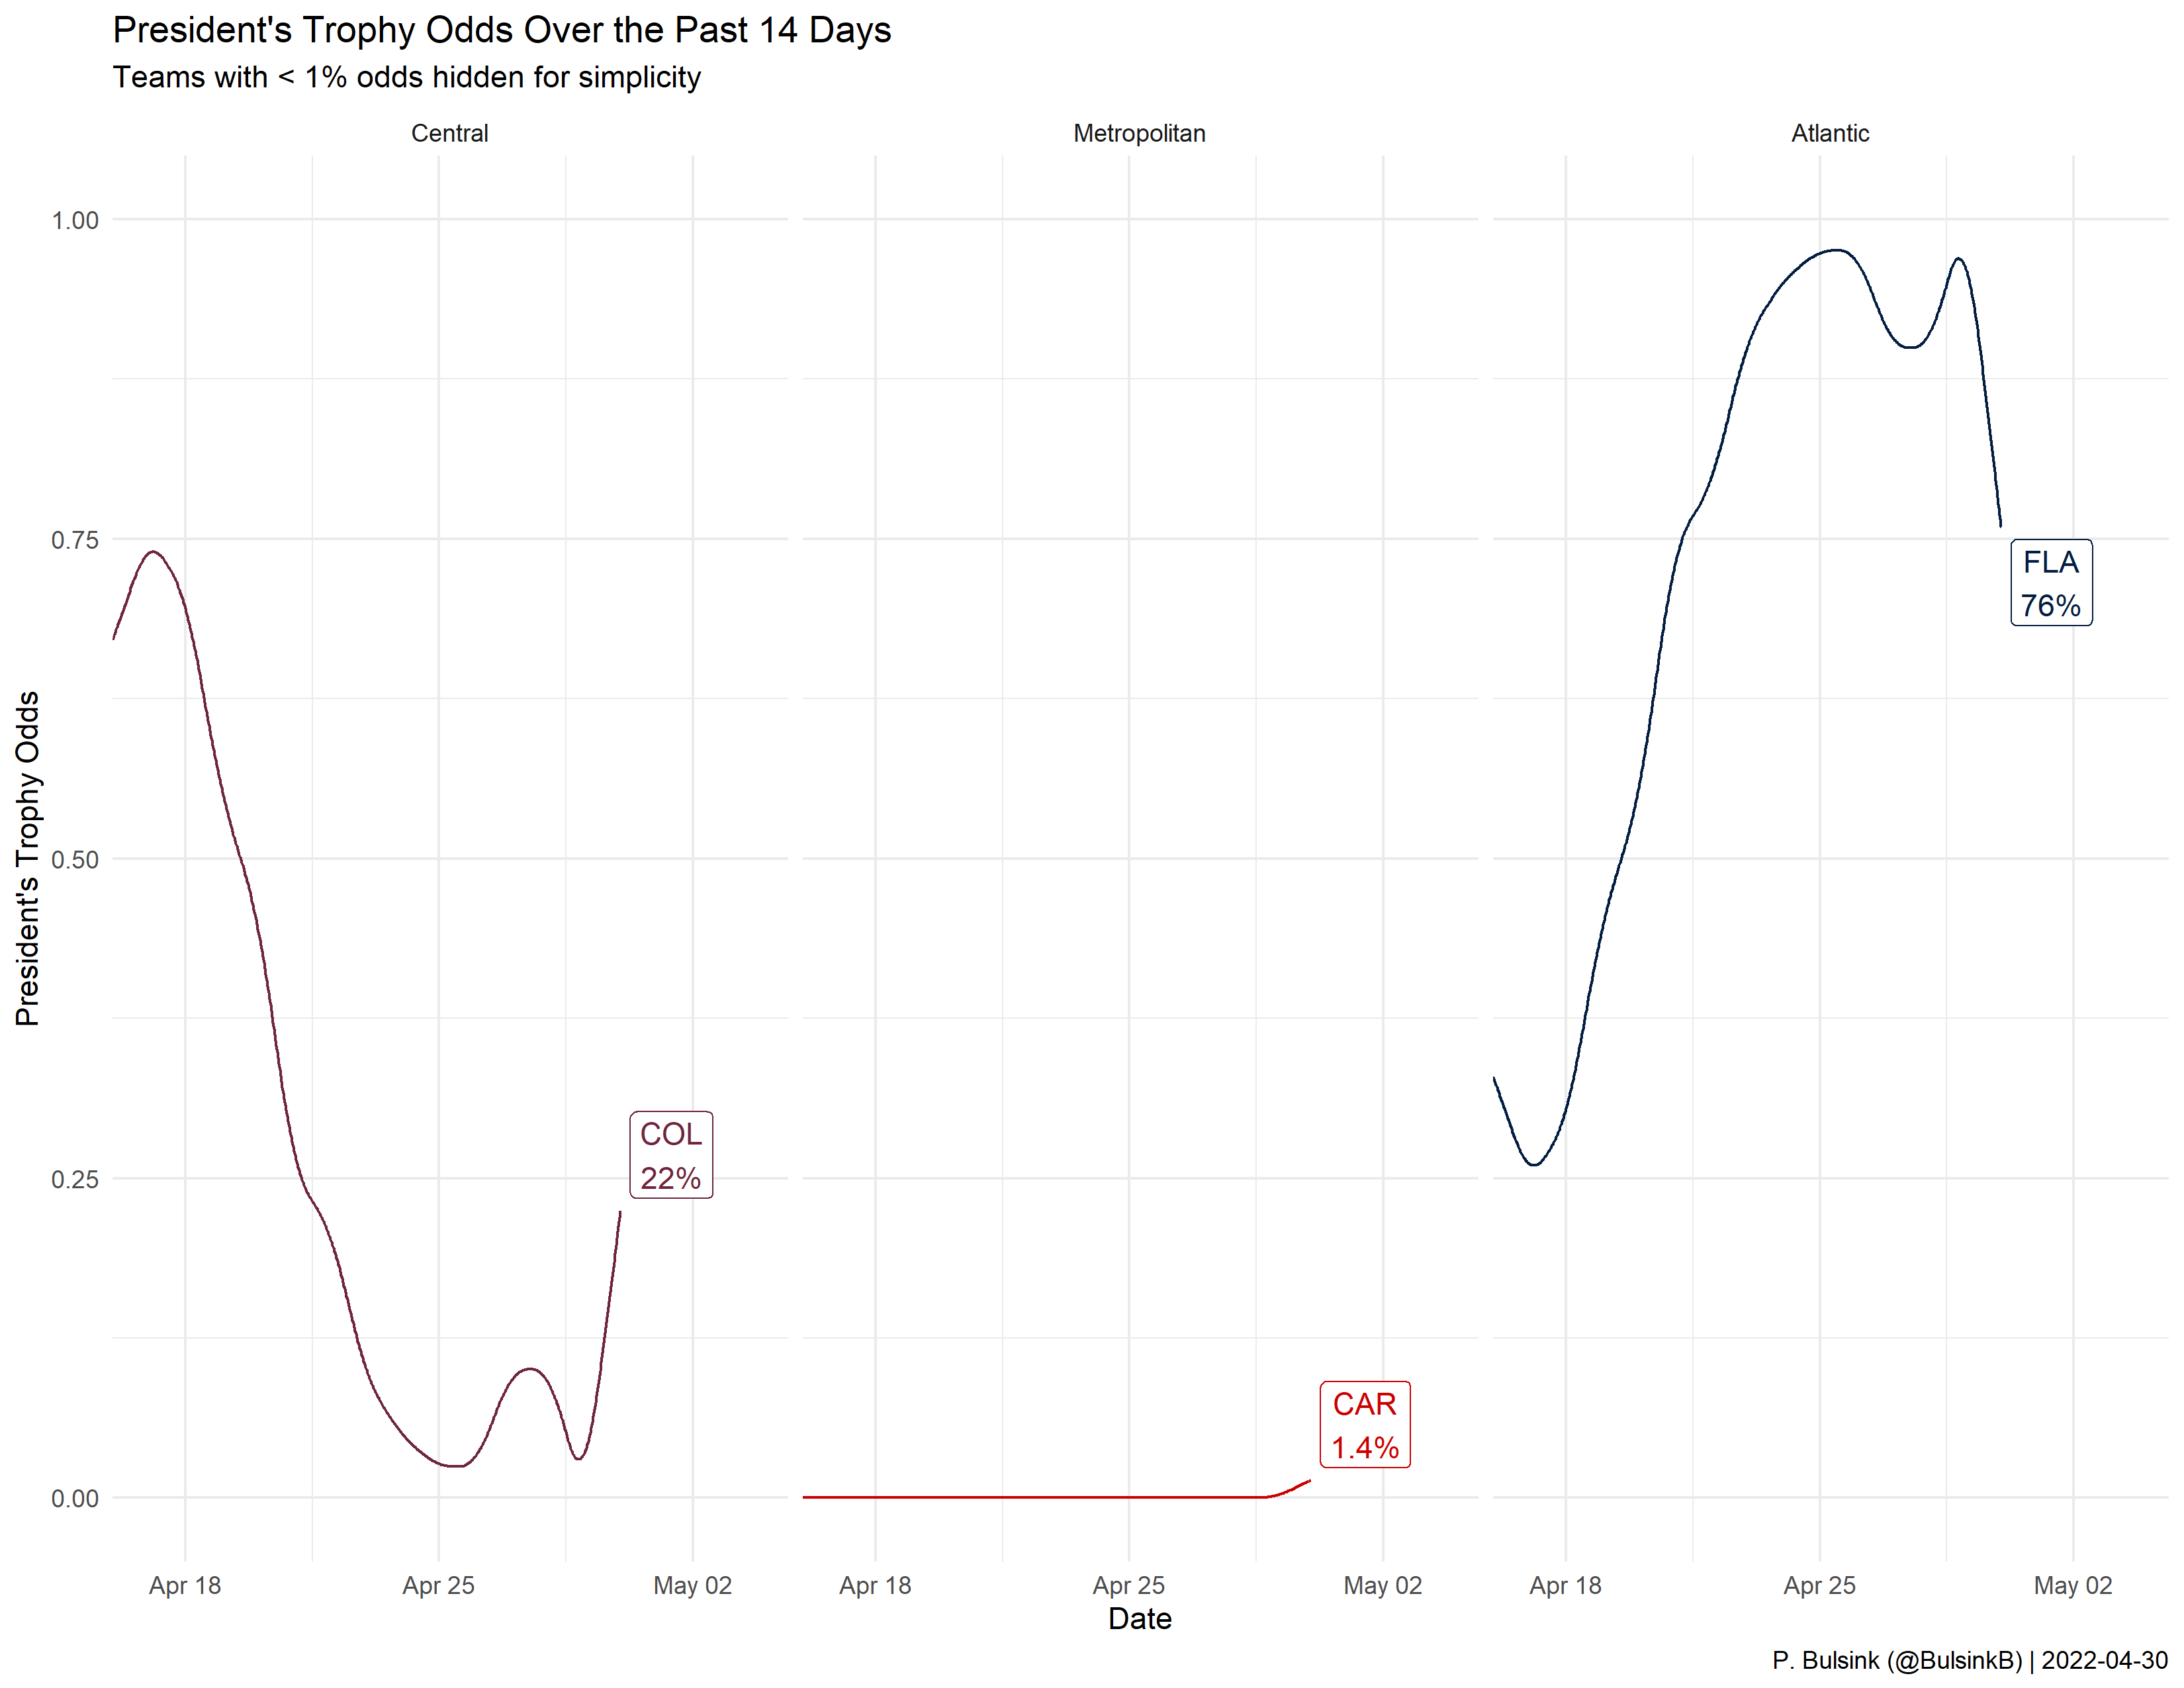 President's Trophy Odds Over the Past 14 Days
Teams with < 1% odds hidden for simplicity
Central
Metropolitan
Atlantic
President's Trophy Odds
1.00
0.75
0.50
0.25
0.00
COL
22%
CAR
1.4%
FLA
76%
Apr 18
Apr 25
May 02
Apr 18
Apr 25
May 02
Apr 18
Apr 25
May 02
Date
P. Bulsink (@BulsinkB) | 2022-04-30